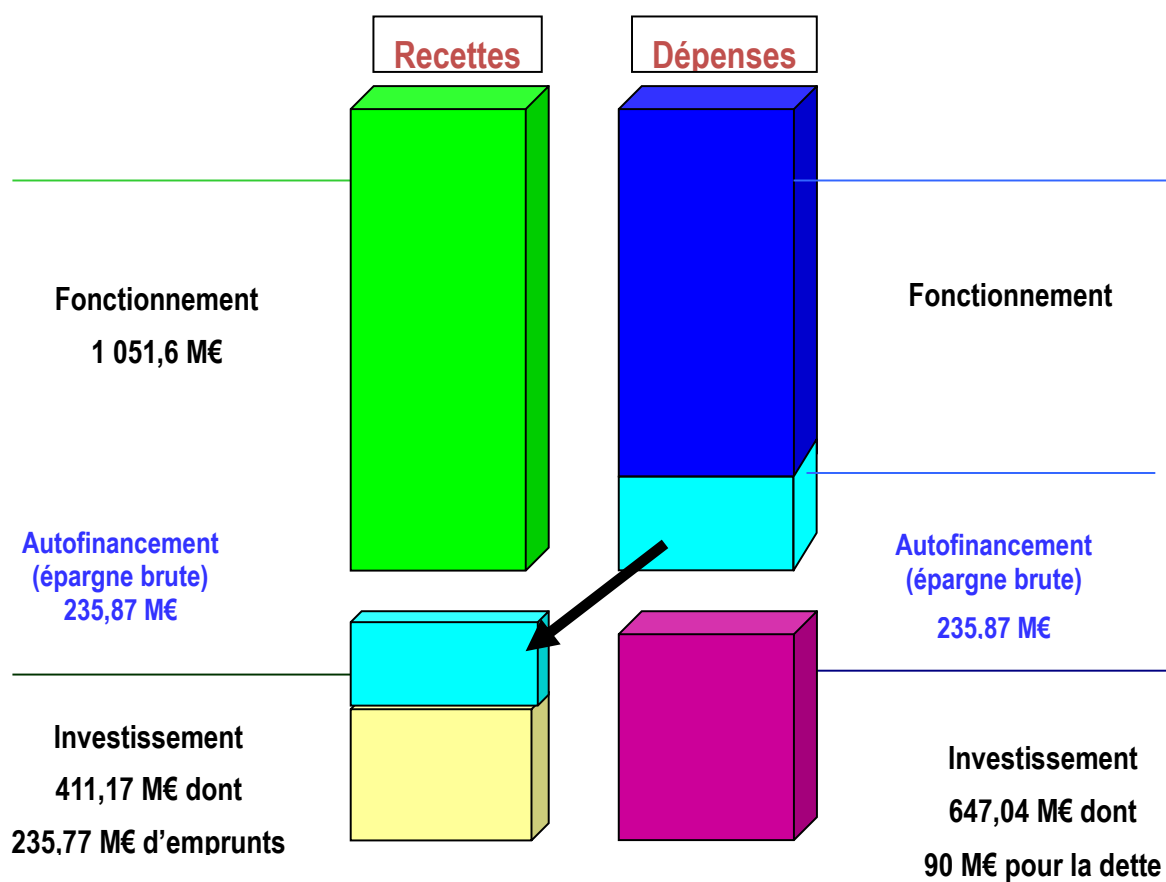 Recettes
Dépenses
Fonctionnement
1 051,6 M€
Fonctionnement
Autofinancement
(épargne brute)
235,87 M€
Autofinancement
(épargne brute)
235,87 M€
Investissement
411,17 M€ dont
235,77 M€ d’emprunts
Investissement
647,04 M€ dont
90 M€ pour la dette